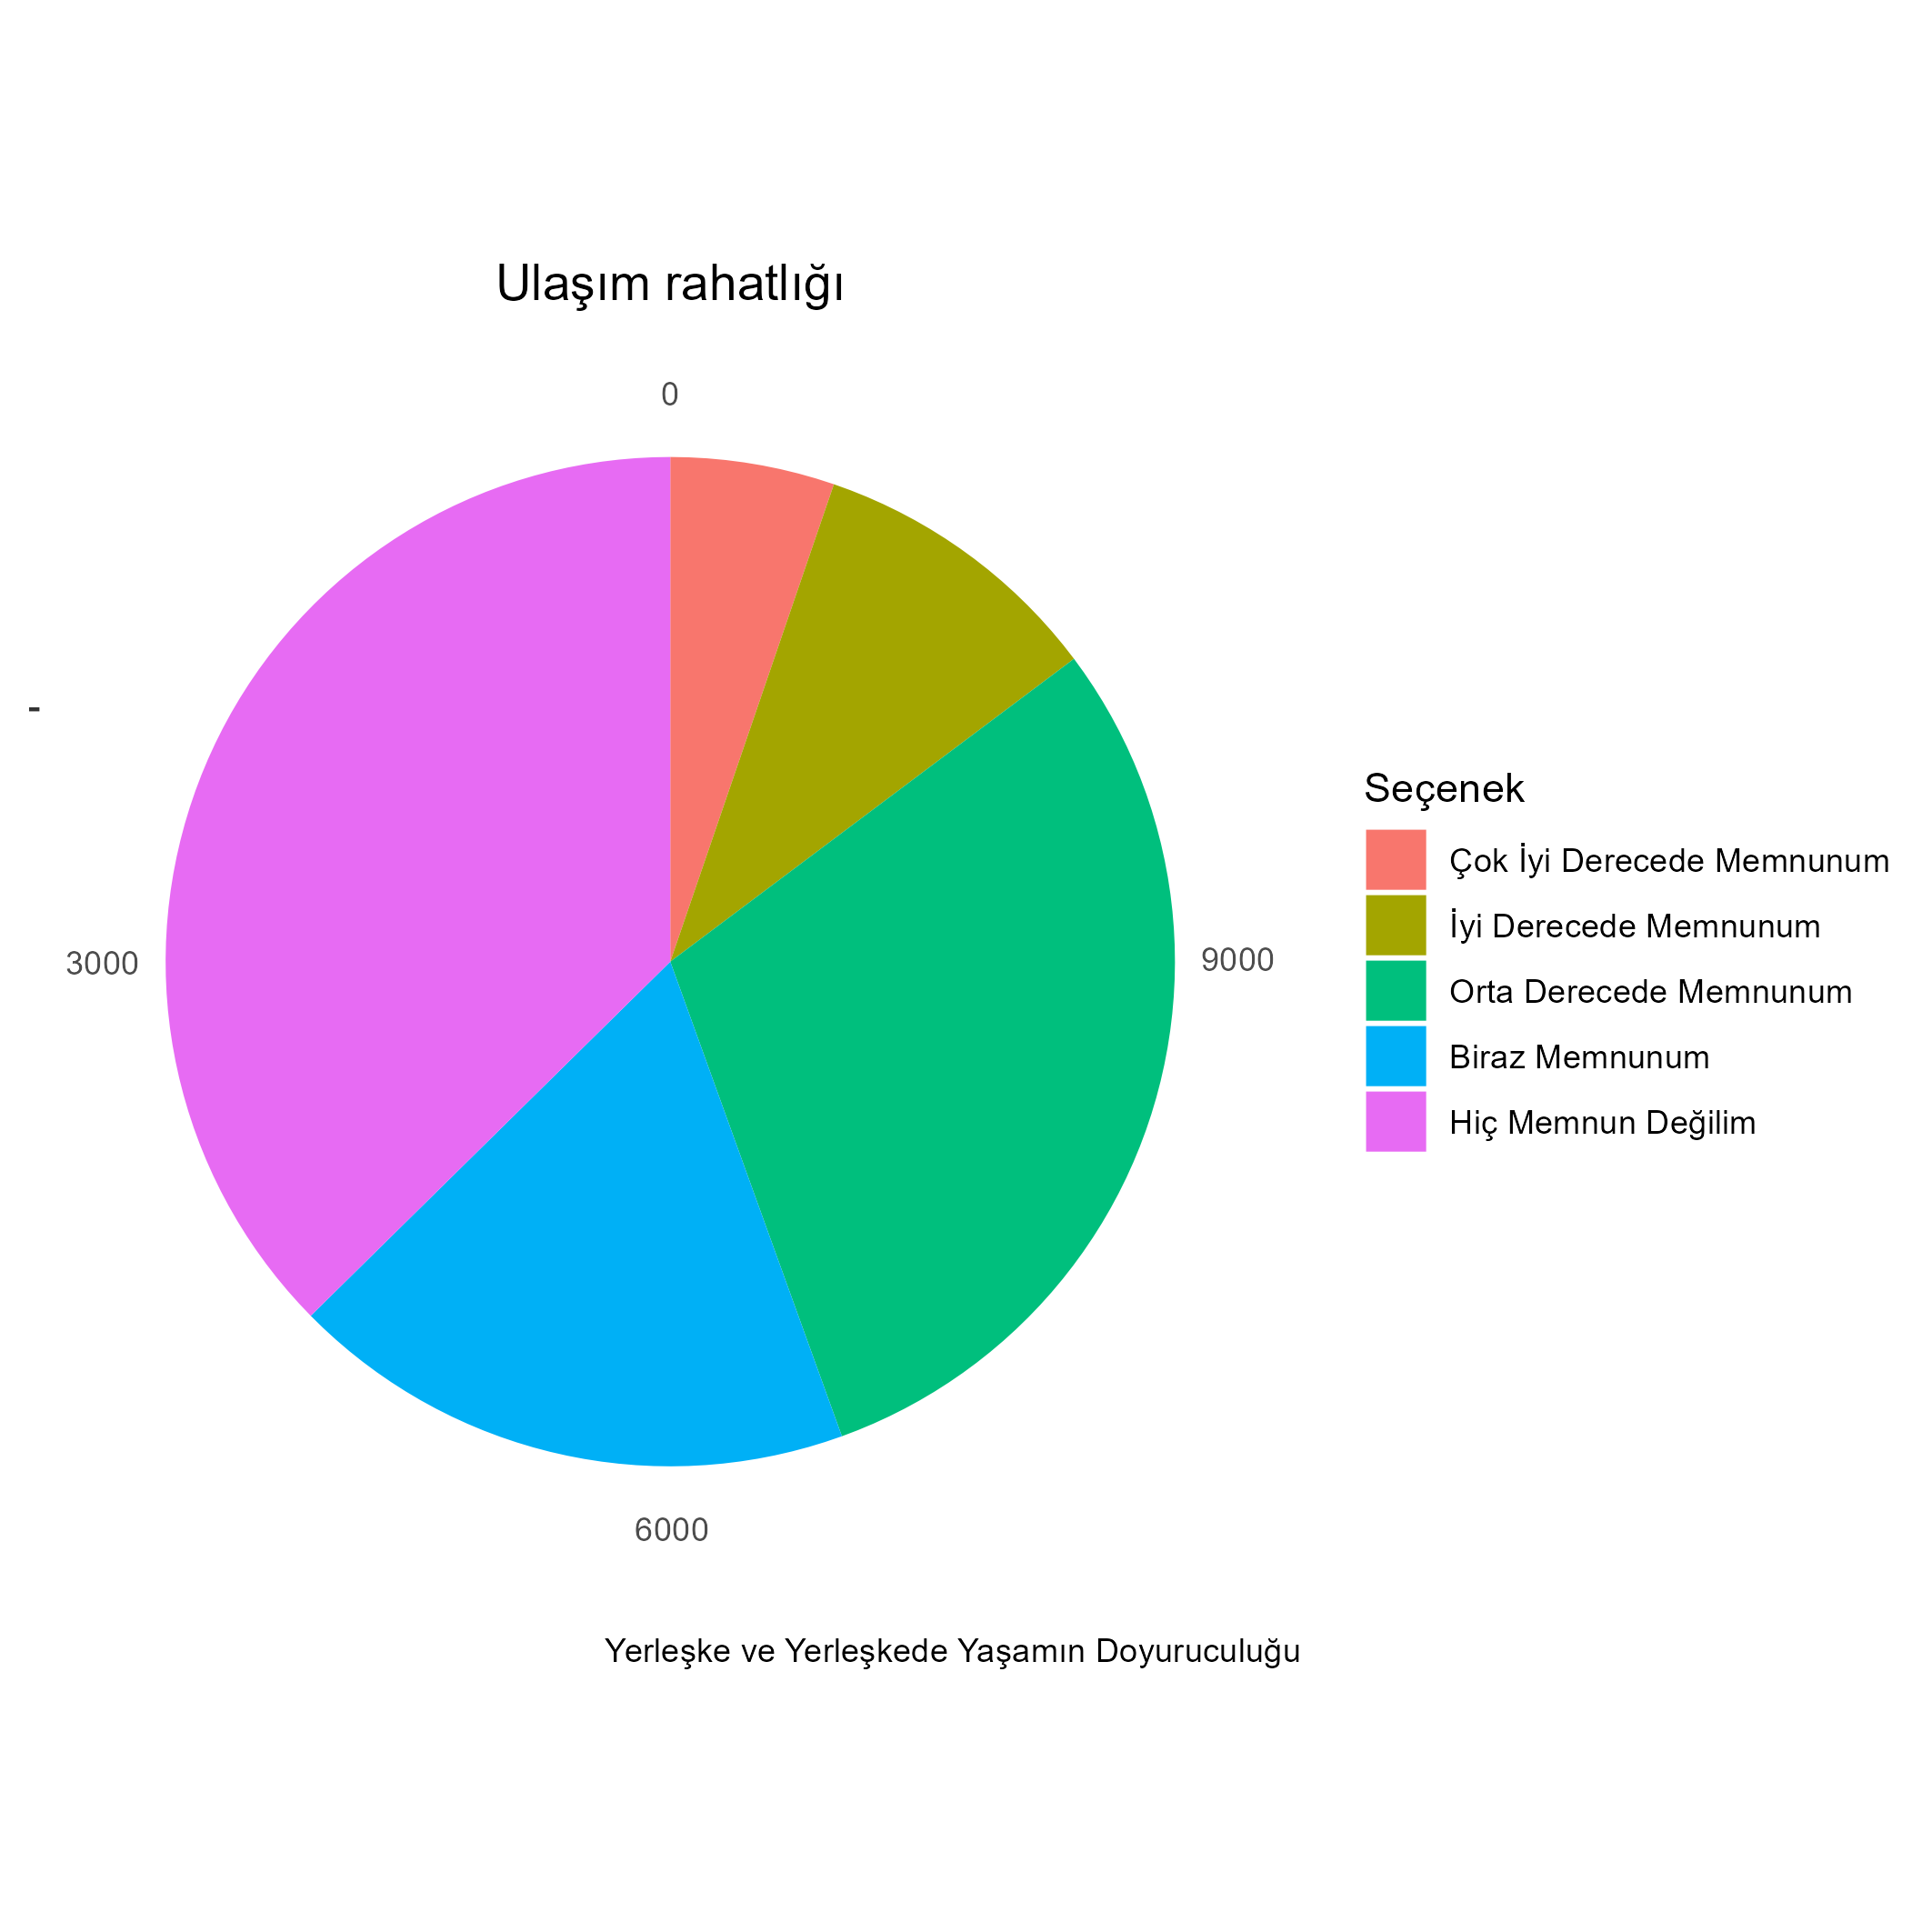 Ulaşım rahatlığı
0
-
3000
9000
6000
Seçenek
Çok İyi Derecede Memnunum
İyi Derecede Memnunum
Orta Derecede Memnunum
Biraz Memnunum
Hiç Memnun Değilim
Yerleşke ve Yerleşkede Yaşamın Doyuruculuğu